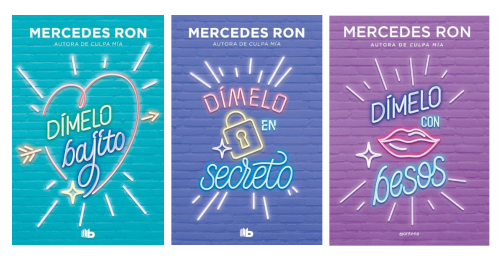 MERCEDES RON
AUTORA DE CULPA MÍA
DÍMELO
bajito
b
MERCEDES RON
AUTORA DE CULPA MÍA
DÍMELO
EN
secreto
b
MERCEDES RON
AUTORA DE CULPA MÍA
DÍMELO
CON
besos
montena